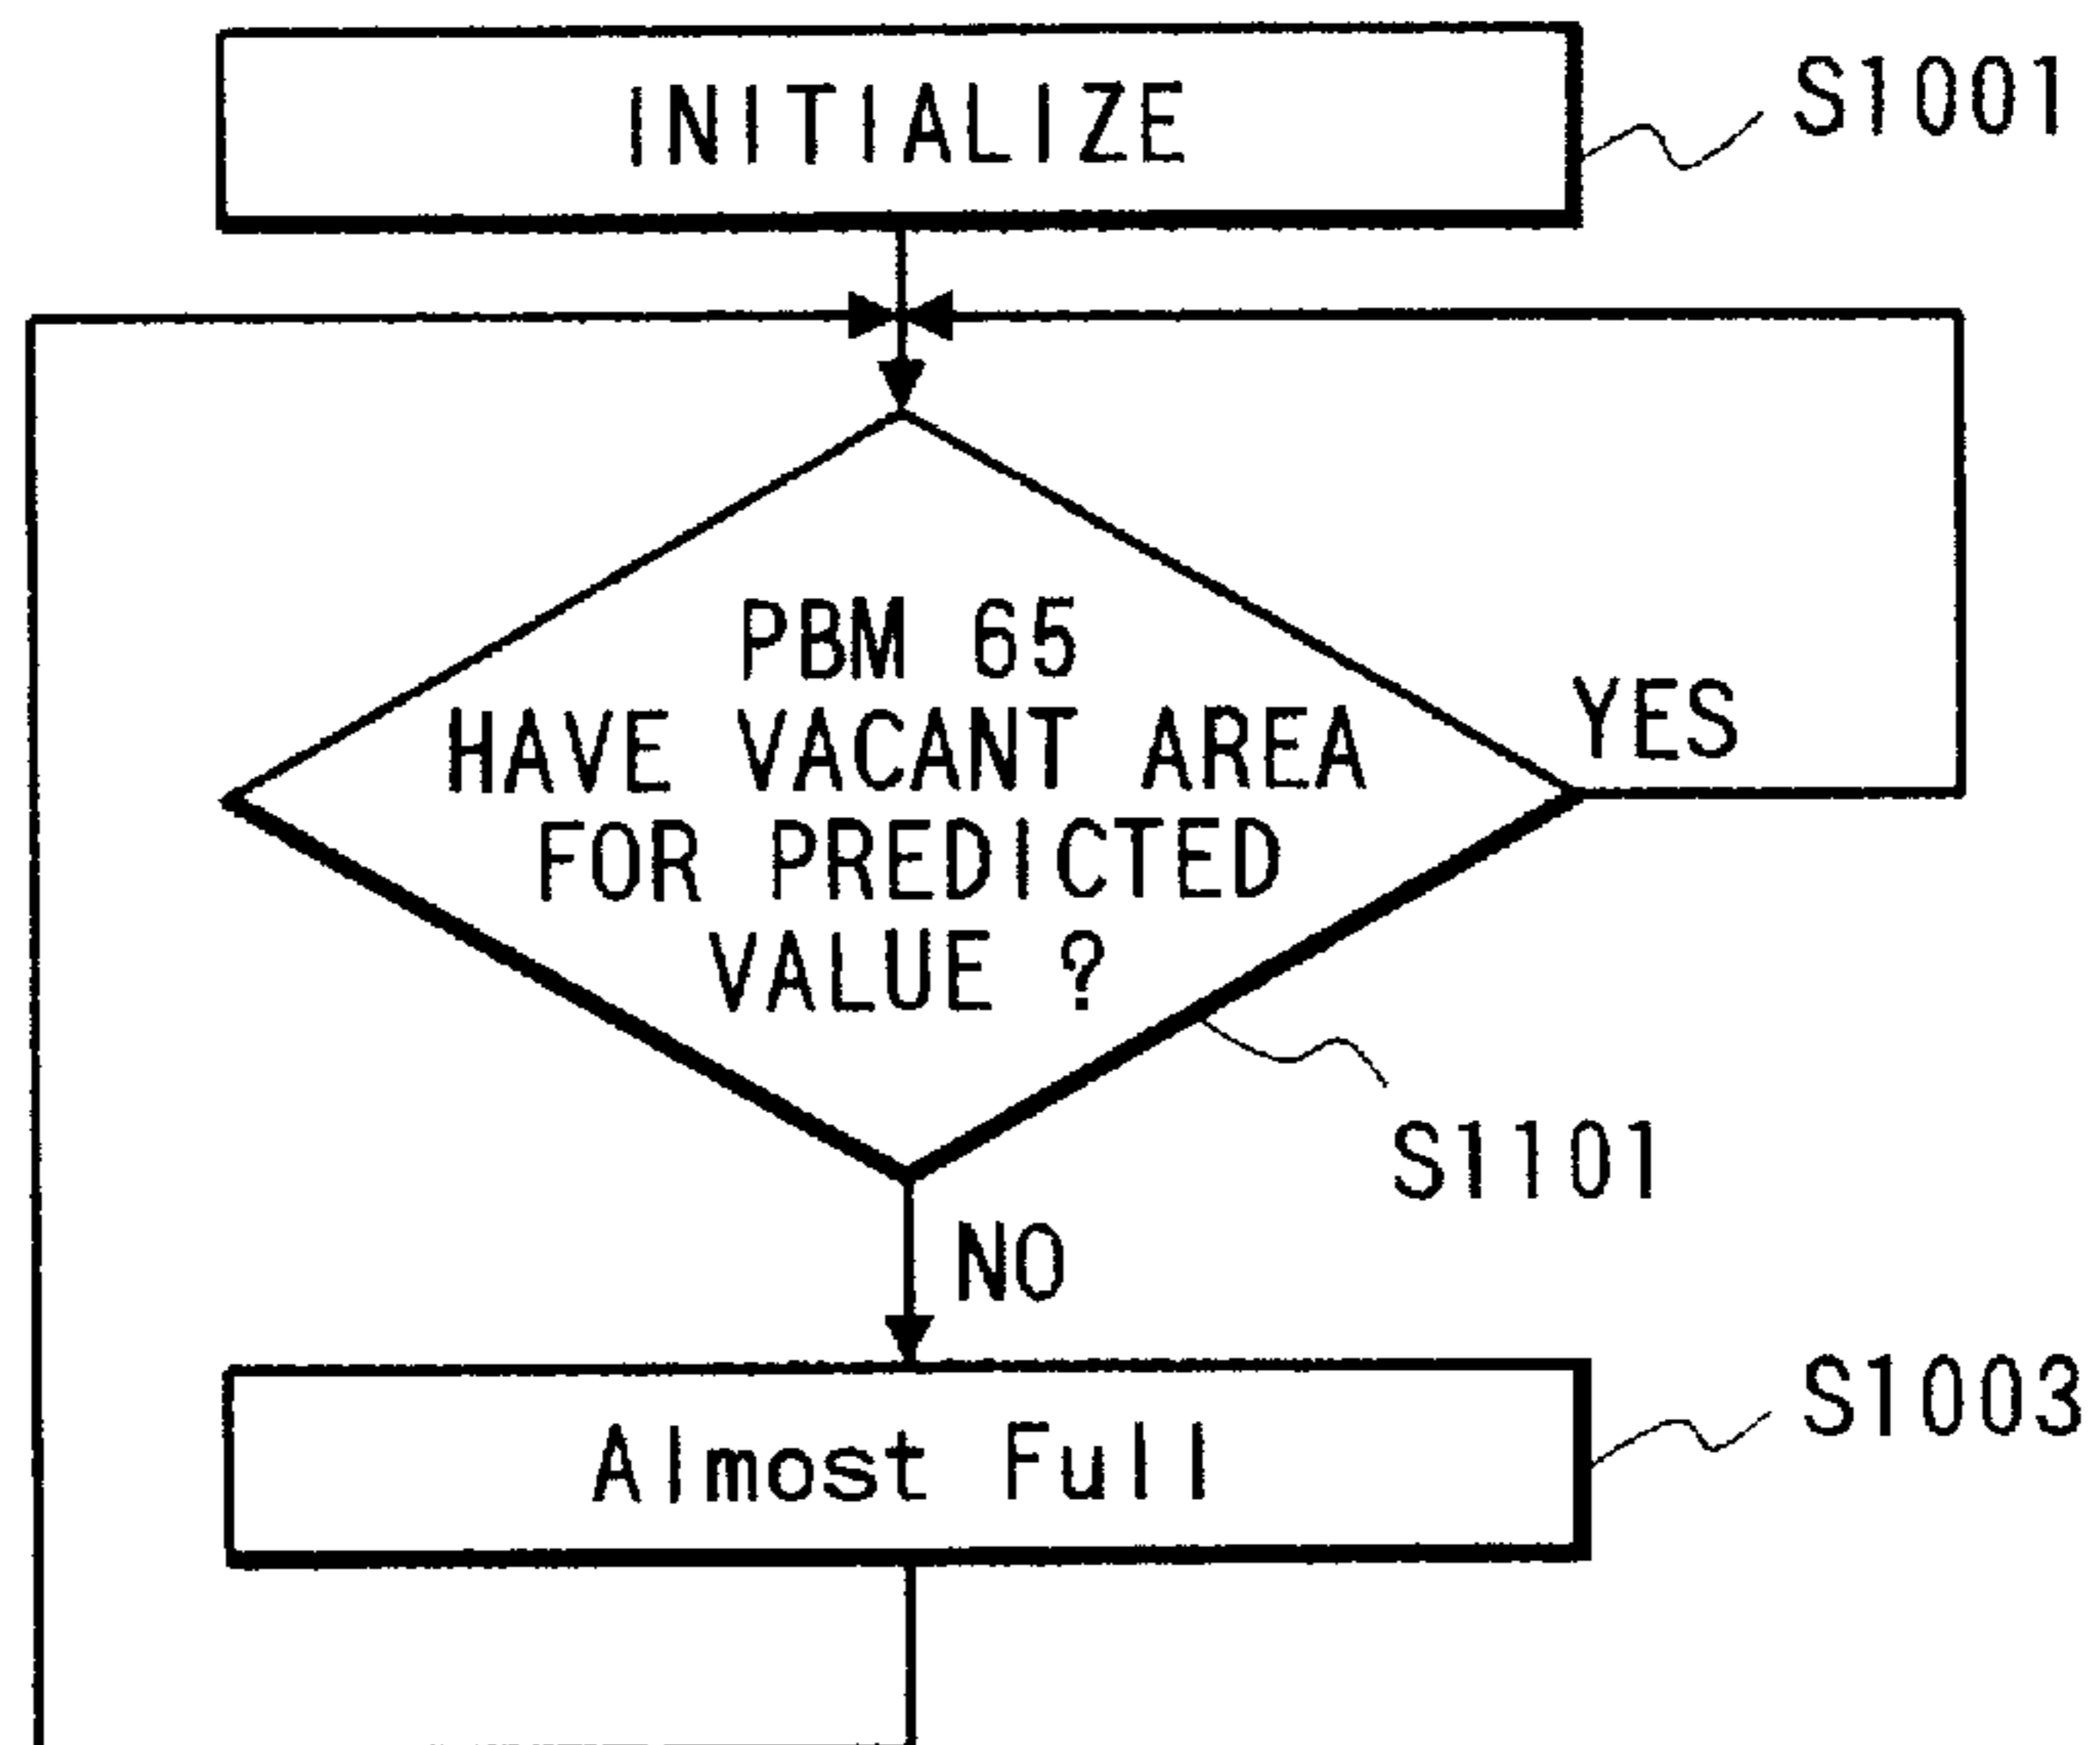 INITIALIZE
S1001
PBM 65
HAVE VACANT AREA
FOR PREDICTED
VALUE ?
YES
S1101
NO
Almost Full
S1003